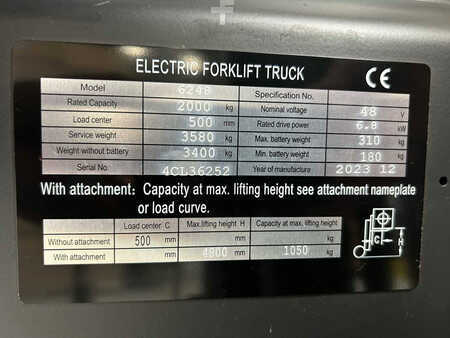 ELECTRIC FORKLIFT TRUCK CE
Model 6248 Specification No.
Rated Capacity 2000 kg Nominal voltage 48 V
Load center 500 mm Rated drive power 6.8 kW
Service weight 3580 kg Max. battery weight 310 kg
Weight without battery 3400 kg Min. battery weight 180 kg
Serial No. 4CL36252 Year of manufacture 2023 12
With attachment: Capacity at max. lifting height see attachment nameplate
or load curve.
Load center C Max.lifting height H Capacity at max. lifting height
Without attachment 500 mm 4800 mm 1050 kg
With attachment mm mm kg
C H